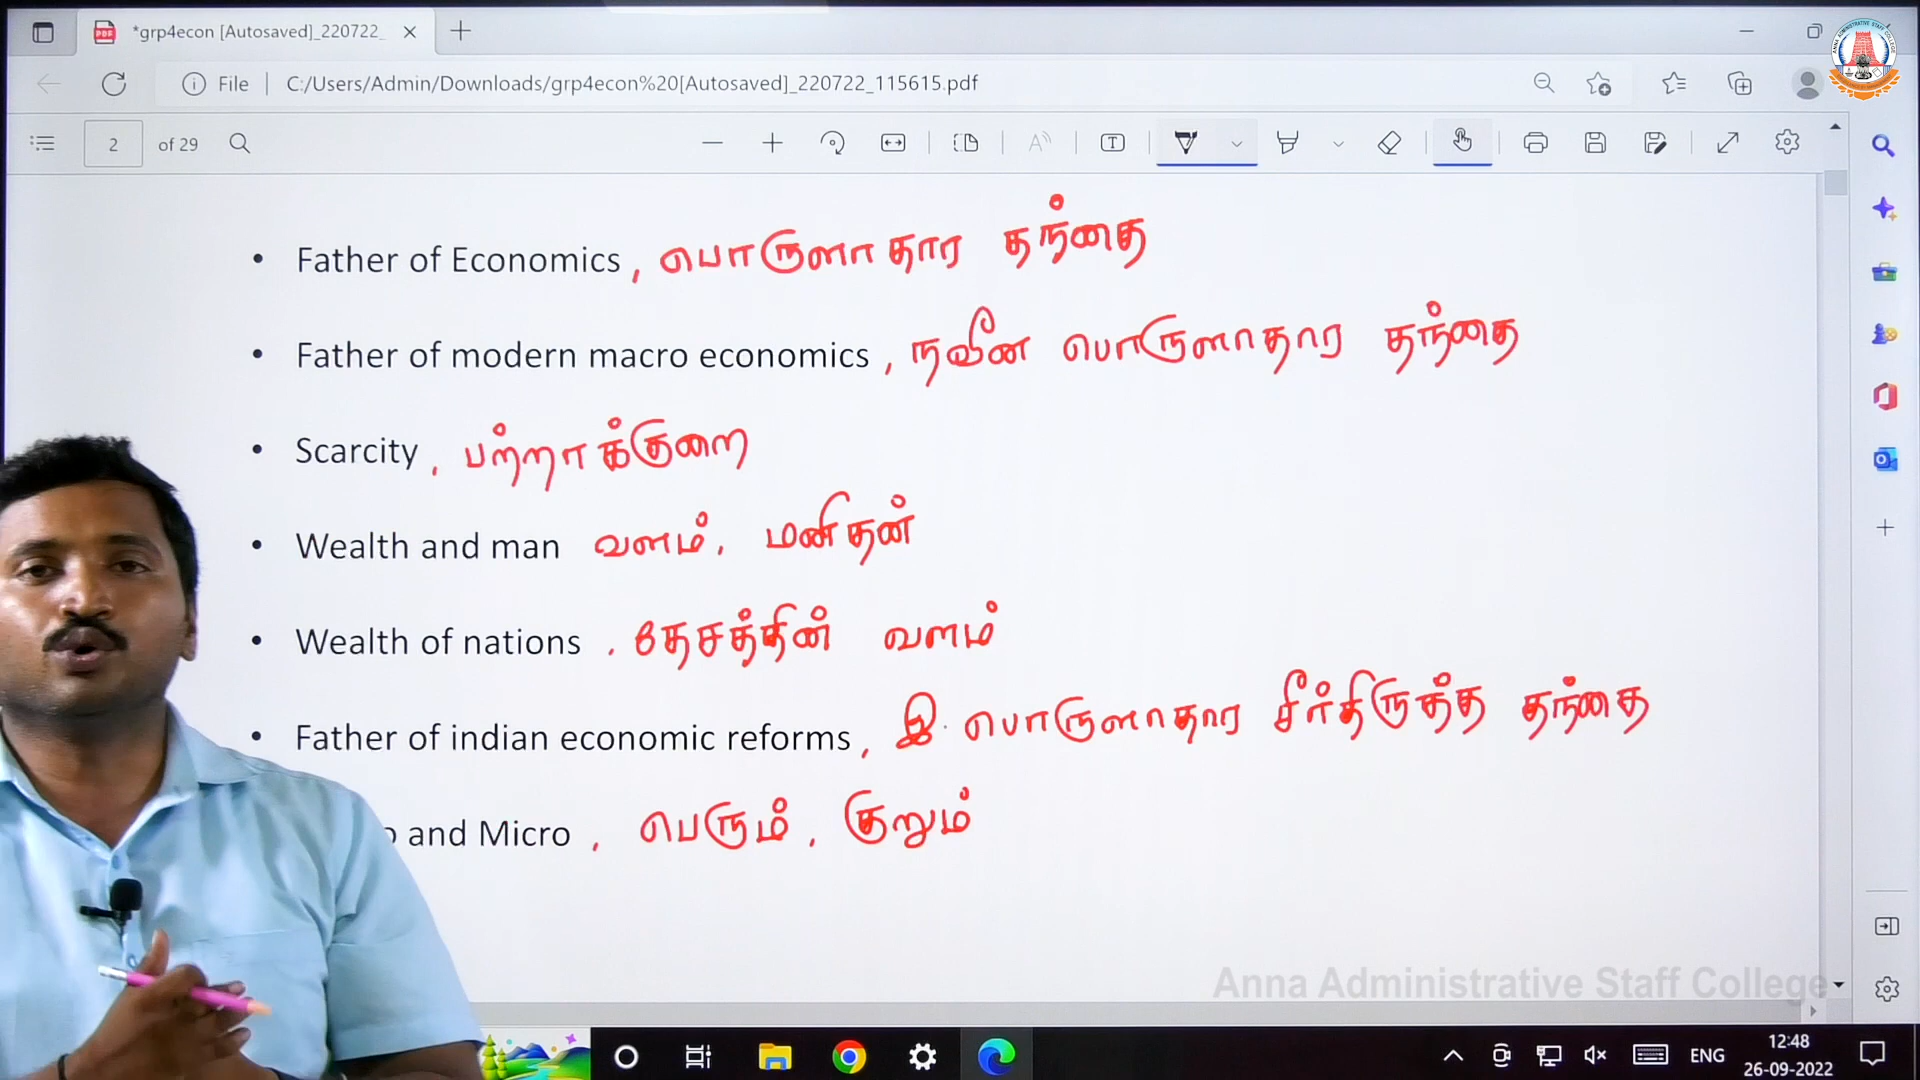 *grp4econ [Autosaved]_220722_
File C:/Users/Admin/Downloads/grp4econ%20[Autosaved]_220722_115615.pdf
2 of 29
• Father of Economics , பொருளாதார தந்தை
• Father of modern macro economics , நவீன பொருளாதார தந்தை
• Scarcity , பற்றாக்குறை
• Wealth and man வளம் , மனிதன்
• Wealth of nations . தேசத்தின் வளம்
• Father of indian economic reforms , இ. பொருளாதார சீர்திருத்த தந்தை
and Micro , பெரும் , குறும்
Anna Administrative Staff College
ENG 12:48
26-09-2022